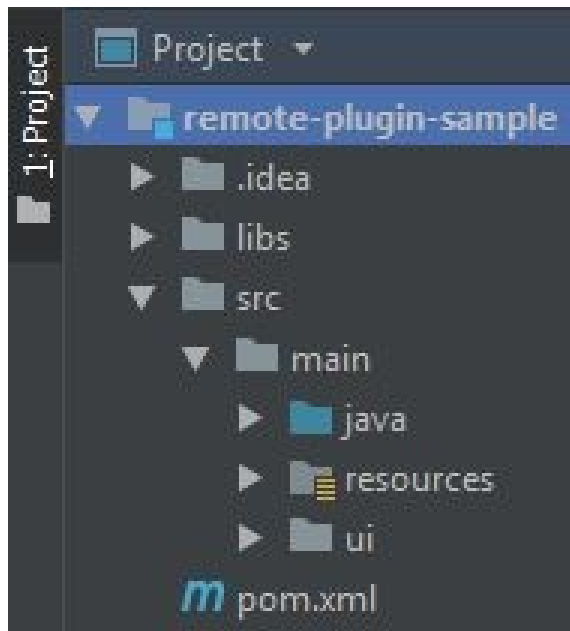 1: Project
Project
remote-plugin-sample
.idea
libs
src
main
java
resources
ui
m pom.xml